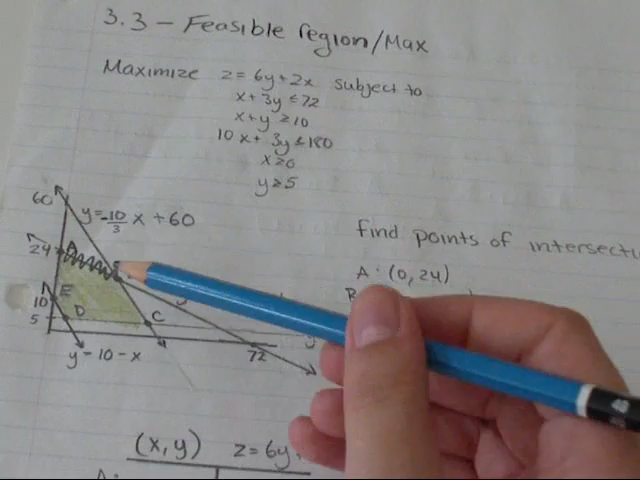 3.3 - Feasible region/Max
Maximize z = 6y + 2x subject to
x + 3y ≤ 72
x + y ≥ 10
10x + 3y ≤ 180
x ≥ 0
y ≥ 5
60
y = -10/3 x + 60
24 A
find points of intersectio
A: (0, 24)
B
E
10
D
5
C
y = 10 - x
72
y
(x, y) z = 6y +
A: